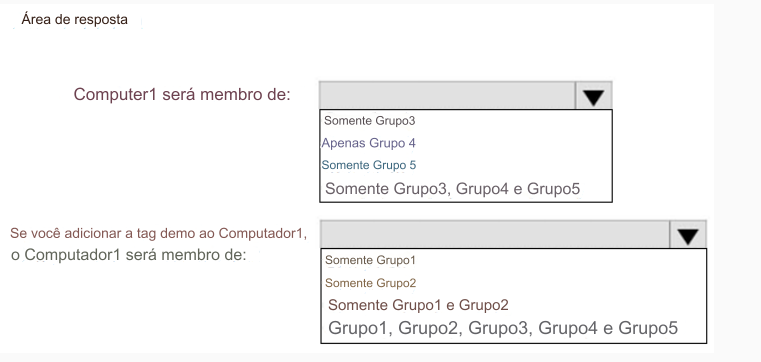 Área de resposta
Computer1 será membro de:
Somente Grupo3
Apenas Grupo 4
Somente Grupo 5
Somente Grupo3, Grupo4 e Grupo5
Se você adicionar a tag demo ao Computador1,
o Computador1 será membro de:
Somente Grupo1
Somente Grupo2
Somente Grupo1 e Grupo2
Grupo1, Grupo2, Grupo3, Grupo4 e Grupo5